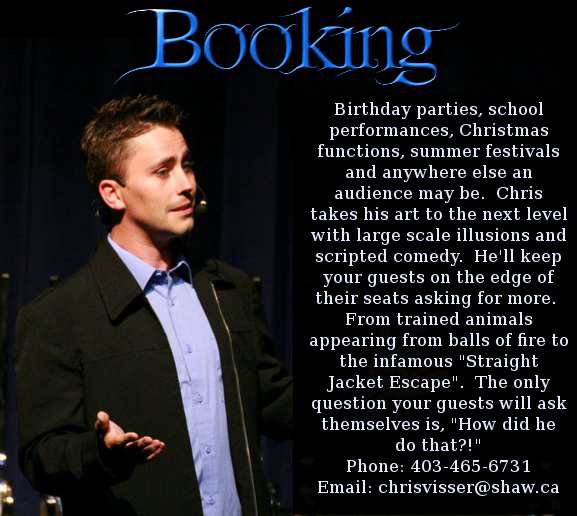 Booking
Birthday parties, school
performances, Christmas
functions, summer festivals
and anywhere else an
audience may be.  Chris
takes his art to the next level
with large scale illusions and
scripted comedy.  He'll keep
your guests on the edge of
their seats asking for more.
From trained animals
appearing from balls of fire to
the infamous "Straight
Jacket Escape".  The only
question your guests will ask
themselves is, "How did he
do that?!"
Phone: 403-465-6731
Email: chrisvisser@shaw.ca